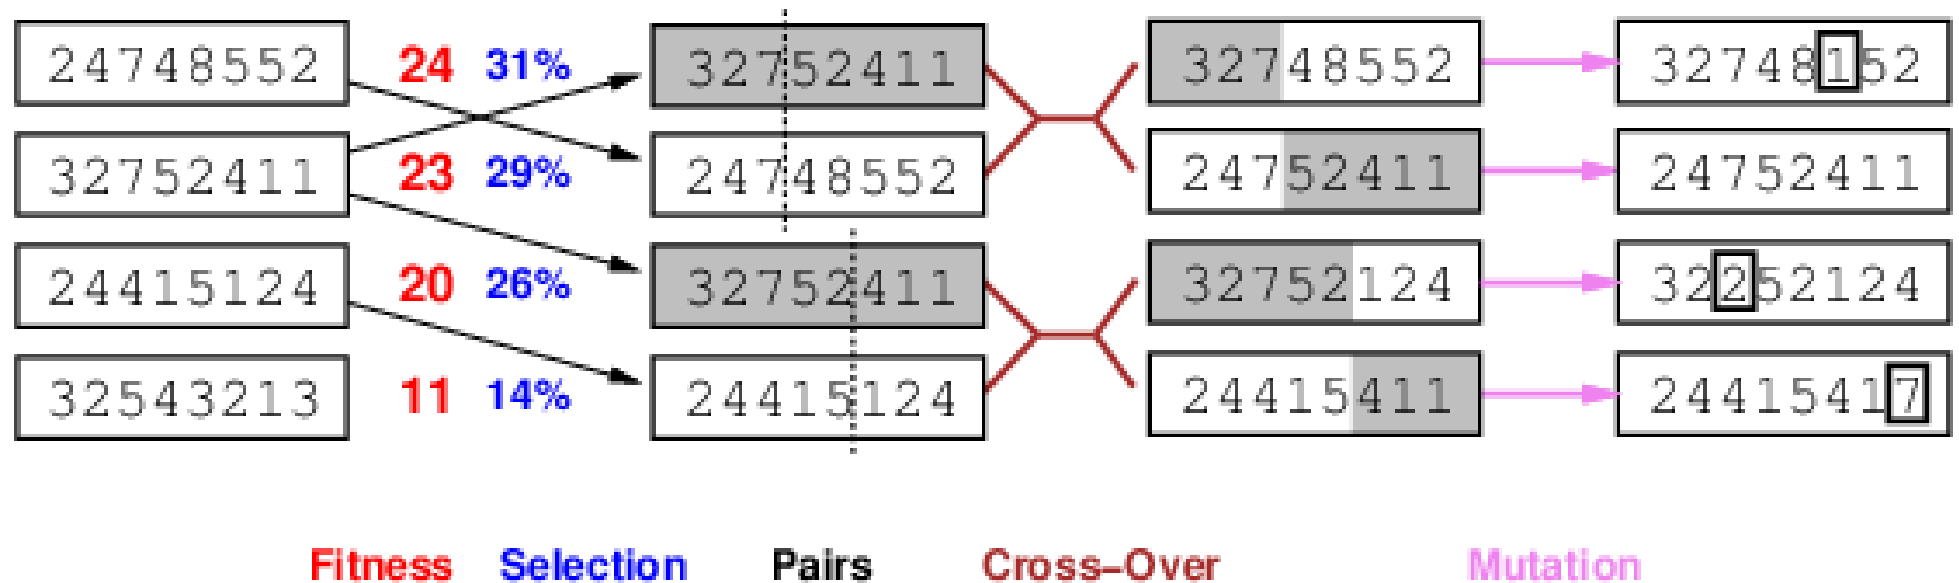 24748552 24 31% 32752411 32748552 32748152
32752411 23 29% 24748552 24752411 24752411
24415124 20 26% 32752411 32752124 32252124
32543213 11 14% 24415124 24415411 24415417
Fitness Selection Pairs Cross–Over Mutation